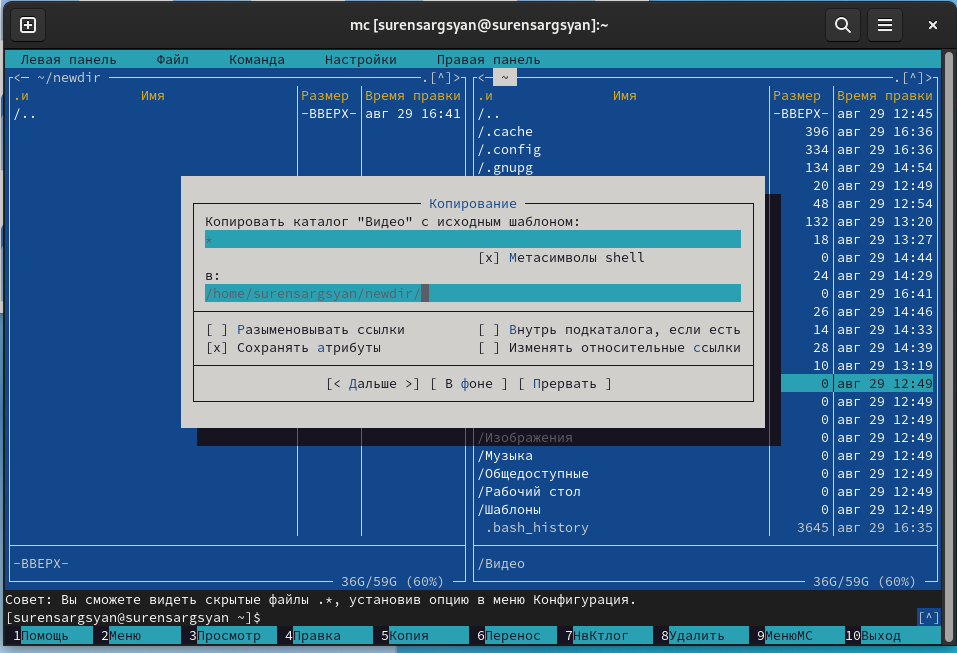 mc [surensargsyan@surensargsyan]:~
Левая панель Файл Команда Настройки Правая панель
<— ~/newdir .[^]>
.и Имя Размер Время правки
/.. -ВВЕРХ- авг 29 16:41
-ВВЕРХ-
36G/59G (60%)
<— ~ .[^]>
.и Имя Размер Время правки
/.. -ВВЕРХ- авг 29 12:45
/.cache 396 авг 29 16:36
/.config 334 авг 29 16:36
/.gnupg 134 авг 29 14:54
20 авг 29 12:49
48 авг 29 12:54
132 авг 29 13:20
18 авг 29 13:27
0 авг 29 14:44
24 авг 29 14:29
0 авг 29 16:41
26 авг 29 14:46
14 авг 29 14:33
28 авг 29 14:39
10 авг 29 13:19
0 авг 29 12:49
0 авг 29 12:49
0 авг 29 12:49
/Изображения 0 авг 29 12:49
/Музыка 0 авг 29 12:49
/Общедоступные 0 авг 29 12:49
/Рабочий стол 0 авг 29 12:49
/Шаблоны 0 авг 29 12:49
.bash_history 3645 авг 29 16:35
/Видео
36G/59G (60%)
Копирование
Копировать каталог "Видео" с исходным шаблоном:
*
[x] Метасимволы shell
в:
/home/surensargsyan/newdir/
[ ] Разыменовывать ссылки [ ] Внутрь подкаталога, если есть
[x] Сохранять атрибуты [ ] Изменять относительные ссылки
[< Дальше >] [ В фоне ] [ Прервать ]
Совет: Вы сможете видеть скрытые файлы .*, установив опцию в меню Конфигурация.
[surensargsyan@surensargsyan ~]$ [^]
1Помощь 2Меню 3Просмотр 4Правка 5Копия 6Перенос 7НвКтлог 8Удалить 9МенюМС 10Выход